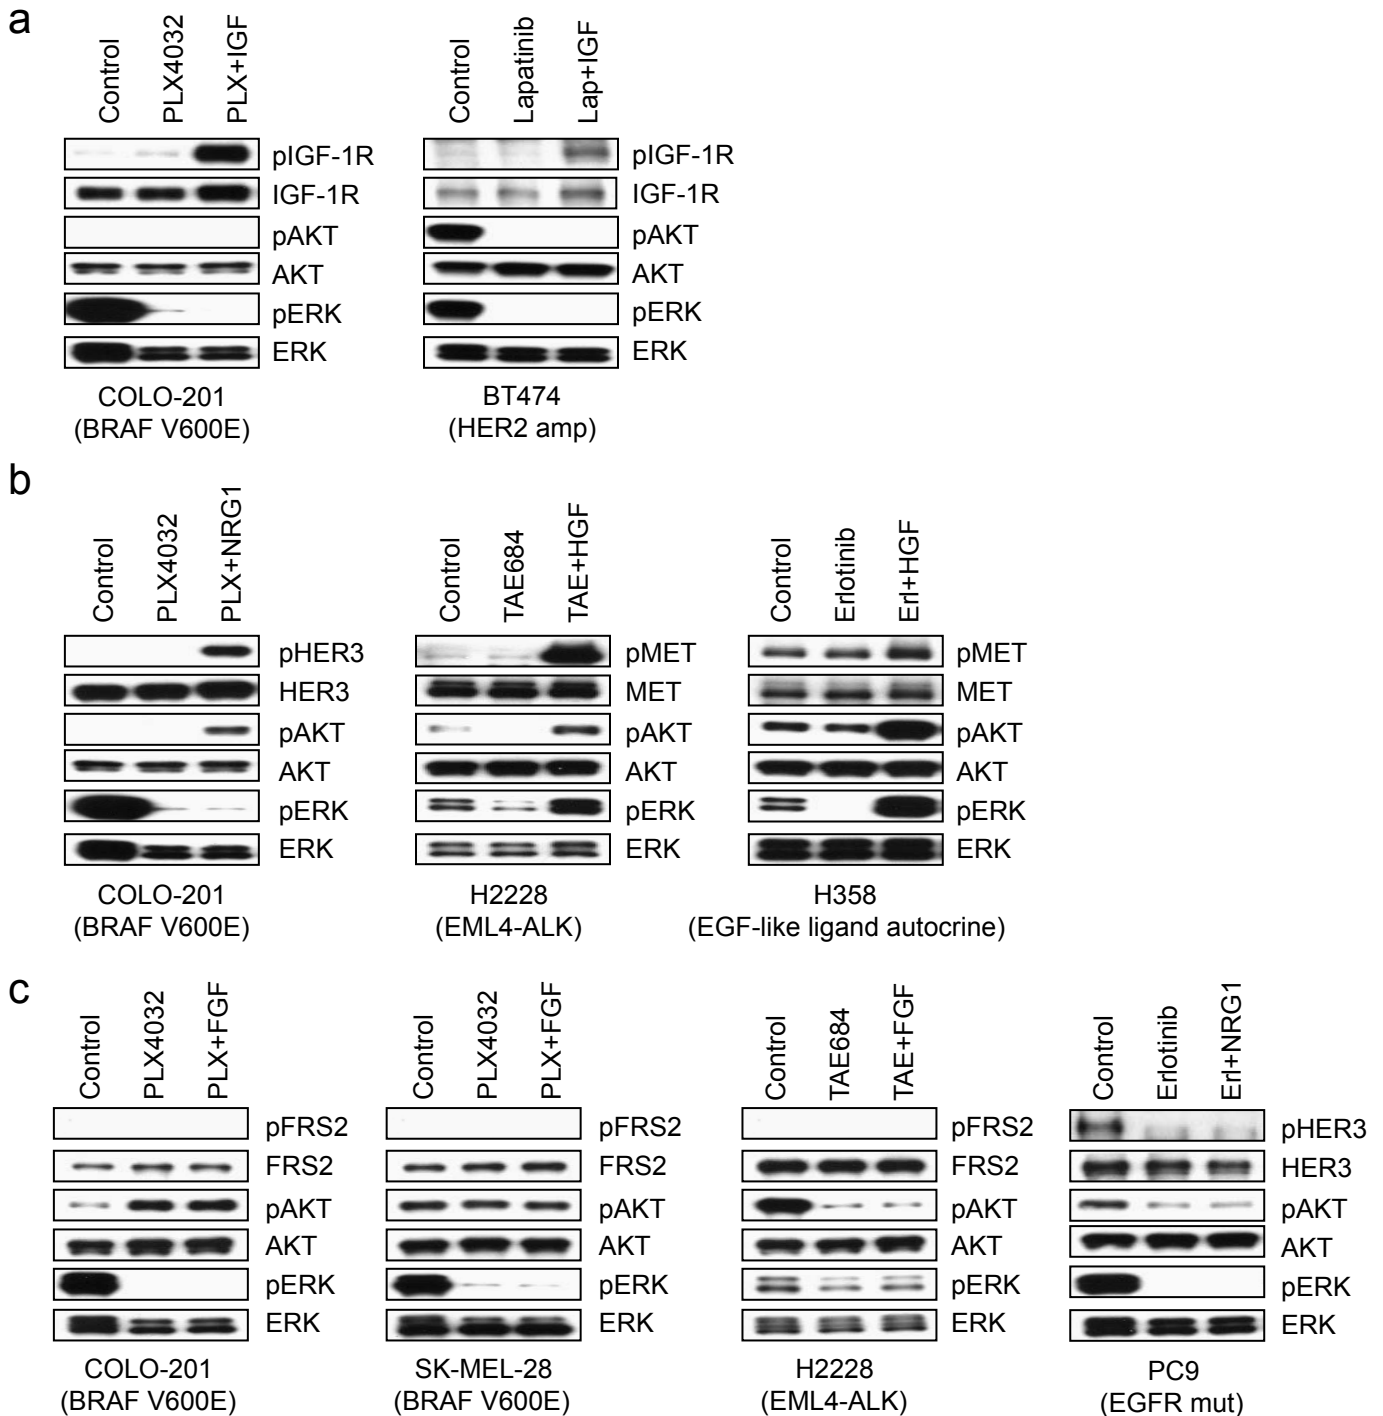 a
Control
PLX4032
PLX+IGF
pIGF-1R
IGF-1R
pAKT
AKT
pERK
ERK
COLO-201
(BRAF V600E)
Control
Lapatinib
Lap+IGF
pIGF-1R
IGF-1R
pAKT
AKT
pERK
ERK
BT474
(HER2 amp)
b
Control
PLX4032
PLX+NRG1
pHER3
HER3
pAKT
AKT
pERK
ERK
COLO-201
(BRAF V600E)
Control
TAE684
TAE+HGF
pMET
MET
pAKT
AKT
pERK
ERK
H2228
(EML4-ALK)
Control
Erlotinib
Erl+HGF
pMET
MET
pAKT
AKT
pERK
ERK
H358
(EGF-like ligand autocrine)
c
Control
PLX4032
PLX+FGF
pFRS2
FRS2
pAKT
AKT
pERK
ERK
COLO-201
(BRAF V600E)
Control
PLX4032
PLX+FGF
pFRS2
FRS2
pAKT
AKT
pERK
ERK
SK-MEL-28
(BRAF V600E)
Control
TAE684
TAE+FGF
pFRS2
FRS2
pAKT
AKT
pERK
ERK
H2228
(EML4-ALK)
Control
Erlotinib
Erl+NRG1
pHER3
HER3
pAKT
AKT
pERK
ERK
PC9
(EGFR mut)